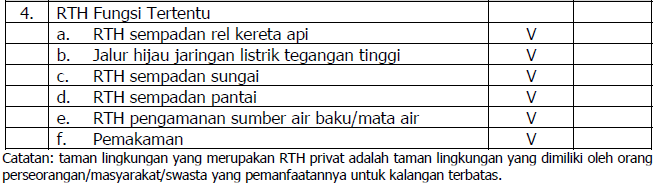 4. RTH Fungsi Tertentu
a. RTH sempadan rel kereta api V
b. Jalur hijau jaringan listrik tegangan tinggi V
c. RTH sempadan sungai V
d. RTH sempadan pantai V
e. RTH pengamanan sumber air baku/mata air V
f. Pemakaman V
Catatan: taman lingkungan yang merupakan RTH privat adalah taman lingkungan yang dimiliki oleh orang
perseorangan/masyarakat/swasta yang pemanfaatannya untuk kalangan terbatas.